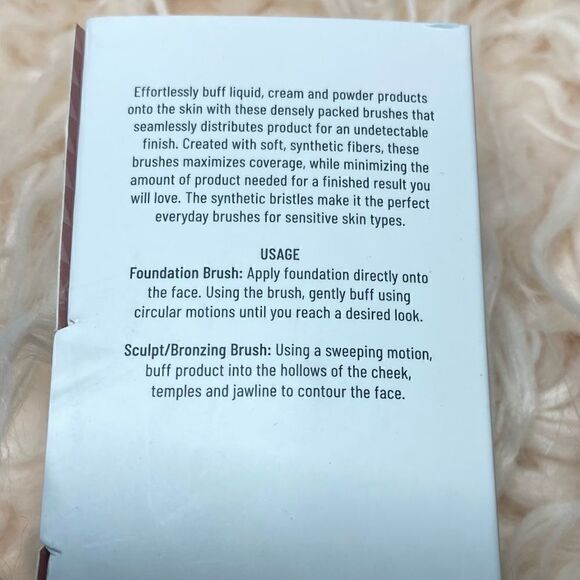 Effortlessly buff liquid, cream and powder products
onto the skin with these densely packed brushes that
seamlessly distributes product for an undetectable
finish. Created with soft, synthetic fibers, these
brushes maximizes coverage, while minimizing the
amount of product needed for a finished result you
will love. The synthetic bristles make it the perfect
everyday brushes for sensitive skin types.
USAGE
Foundation Brush: Apply foundation directly onto
the face. Using the brush, gently buff using
circular motions until you reach a desired look.
Sculpt/Bronzing Brush: Using a sweeping motion,
buff product into the hollows of the cheek,
temples and jawline to contour the face.